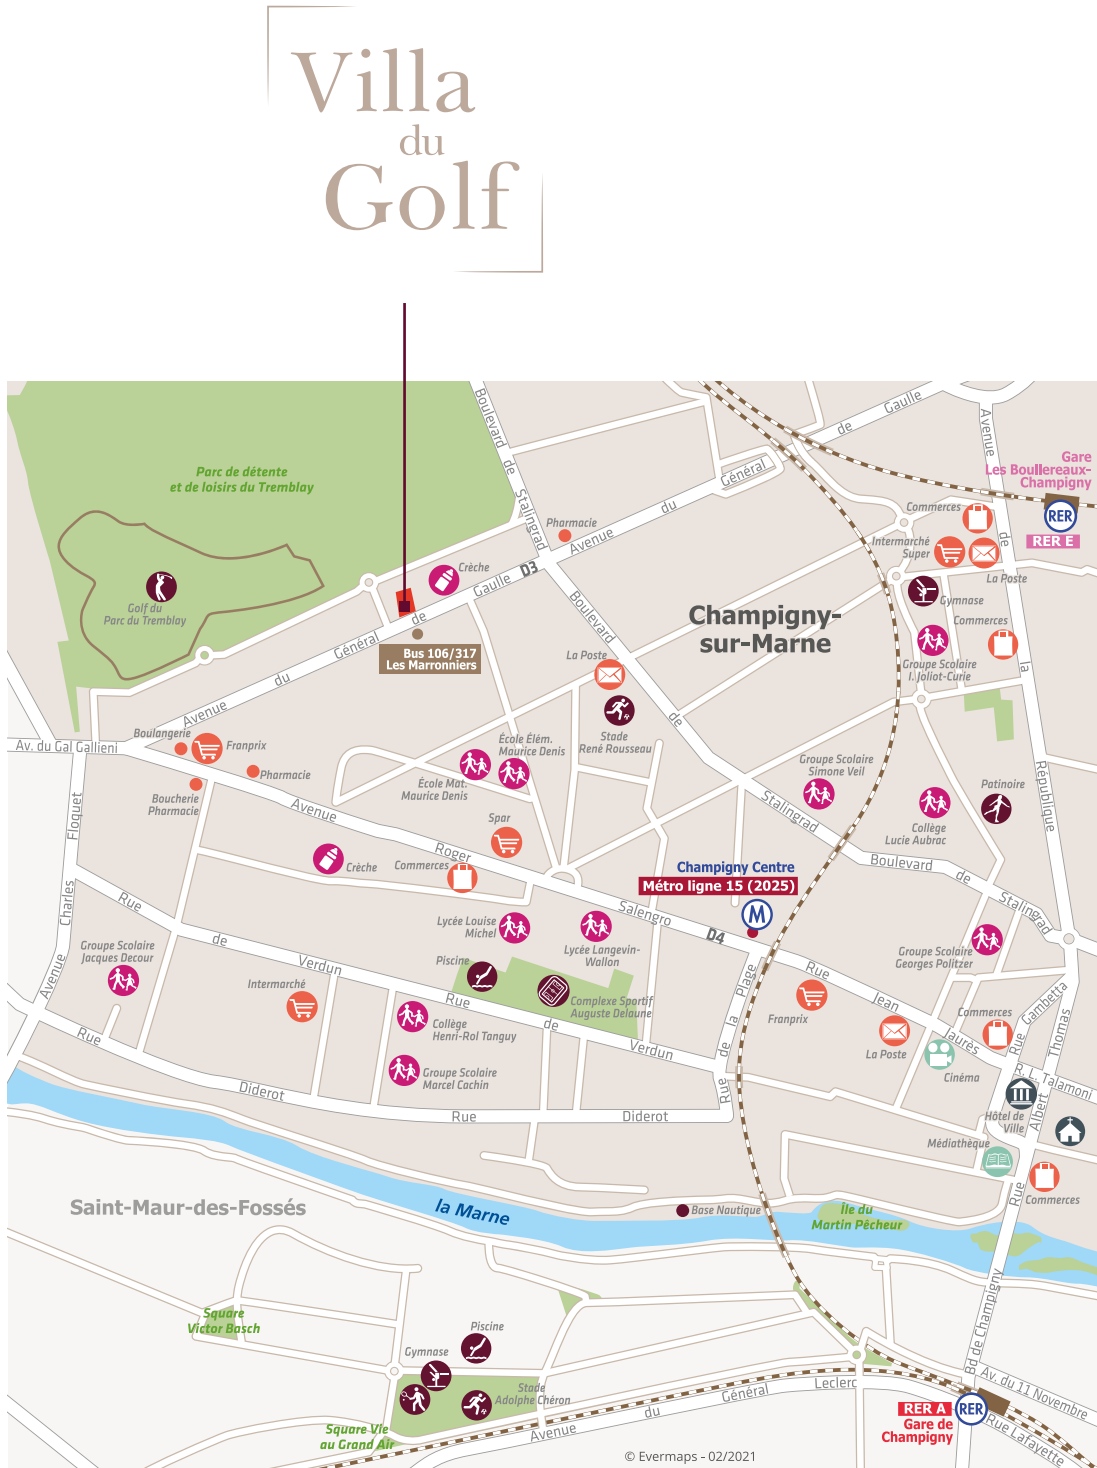 Villa
du
Golf
Boulevard de Stalingrad
Avenue du Général de Gaulle
D3
Avenue de la République
Gare
Les Boullereaux-
Champigny
RER
RER E
Parc de détente
et de loisirs du Tremblay
Commerces
Pharmacie
Intermarché
Super
La Poste
Crèche
Gymnase
Golf du
Parc du Tremblay
Champigny-
sur-Marne
Commerces
Bus 106/317
Les Marronniers
La Poste
Groupe Scolaire
I. Joliot-Curie
Boulevard de Stalingrad
Stade
René Rousseau
Av. du Gal Gallieni
Boulangerie
Franprix
École Élém.
Maurice Denis
Pharmacie
École Mat.
Maurice Denis
Groupe Scolaire
Simone Veil
Patinoire
Boucherie
Pharmacie
Collège
Lucie Aubrac
Avenue Roger Salengro
D4
Spar
Crèche
Commerces
Champigny Centre
Métro ligne 15 (2025)
M
Boulevard de Stalingrad
Avenue Charles Floquet
Rue de Verdun
Lycée Louise
Michel
Lycée Langevin-
Wallon
Groupe Scolaire
Jacques Decour
Groupe Scolaire
Georges Politzer
Piscine
Intermarché
Complexe Sportif
Auguste Delaune
Rue de la Plage
Rue Jean Jaurès
Franprix
Rue Gambetta
Collège
Henri-Rol Tanguy
Rue de Verdun
Commerces
La Poste
Cinéma
Groupe Scolaire
Marcel Cachin
R. L. Talamoni
Rue Diderot
Rue Diderot
Rue Albert Thomas
Hôtel de
Ville
Médiathèque
Commerces
Saint-Maur-des-Fossés
la Marne
Base Nautique
Île du
Martin Pêcheur
Bd de Champigny
Square
Victor Basch
Piscine
Gymnase
Stade
Adolphe Chéron
Square Vie
au Grand Air
Avenue du Général Leclerc
Av. du 11 Novembre
RER A
RER
Gare de
Champigny
Rue Lafayette
© Evermaps - 02/2021